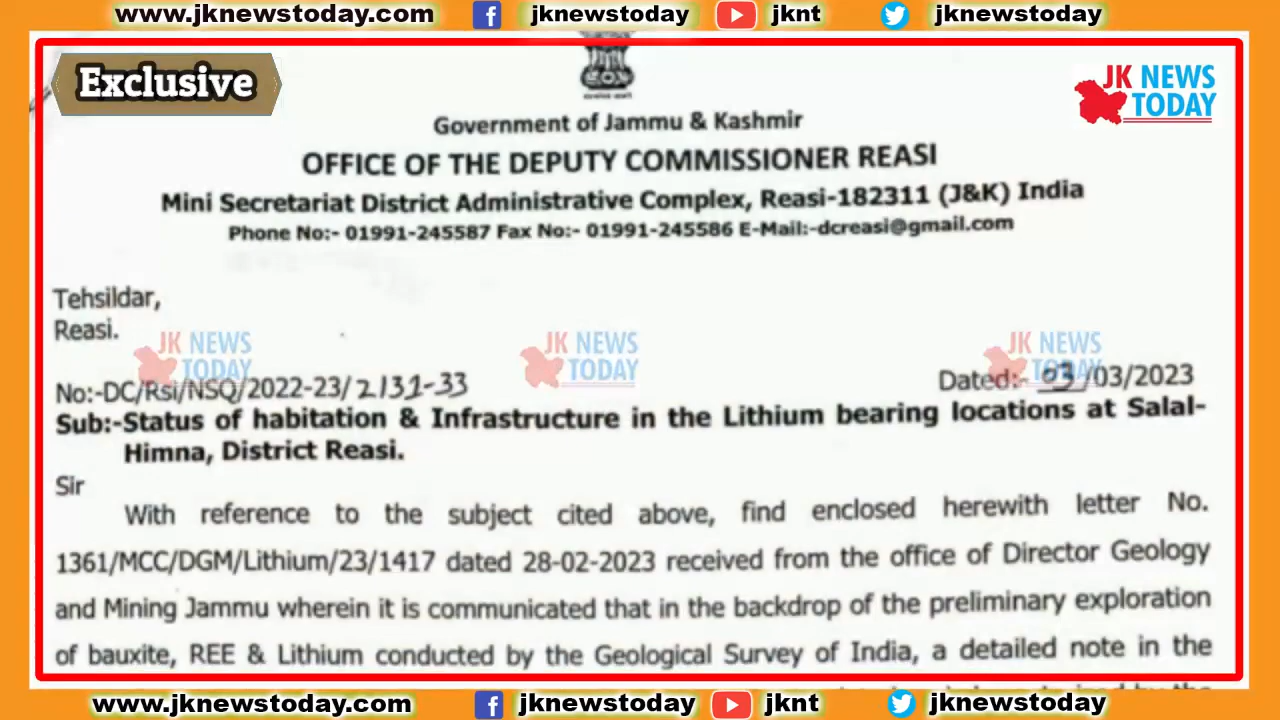 www.jknewstoday.com jknewstoday jknt jknewstoday
Exclusive
JK NEWS
TODAY
Government of Jammu & Kashmir
OFFICE OF THE DEPUTY COMMISSIONER REASI
Mini Secretariat District Administrative Complex, Reasi-182311 (J&K) India
Phone No:- 01991-245587 Fax No:- 01991-245586 E-Mail:-dcreasi@gmail.com
Tehsildar,
Reasi.
JK NEWS
TODAY
JK NEWS
TODAY
JK NEWS
TODAY
No:-DC/Rsi/NSQ/2022-23/2131-33 Dated:- 03/03/2023
Sub:-Status of habitation & Infrastructure in the Lithium bearing locations at Salal-
Himna, District Reasi.
Sir
With reference to the subject cited above, find enclosed herewith letter No.
1361/MCC/DGM/Lithium/23/1417 dated 28-02-2023 received from the office of Director Geology
and Mining Jammu wherein it is communicated that in the backdrop of the preliminary exploration
of bauxite, REE & Lithium conducted by the Geological Survey of India, a detailed note in the
www.jknewstoday.com jknewstoday jknt jknewstoday